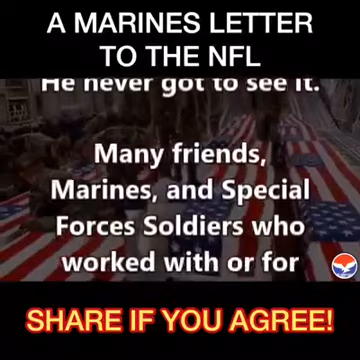 A MARINES LETTER
TO THE NFL
He never got to see it.
Many friends,
Marines, and Special
Forces Soldiers who
worked with or for
SHARE IF YOU AGREE!